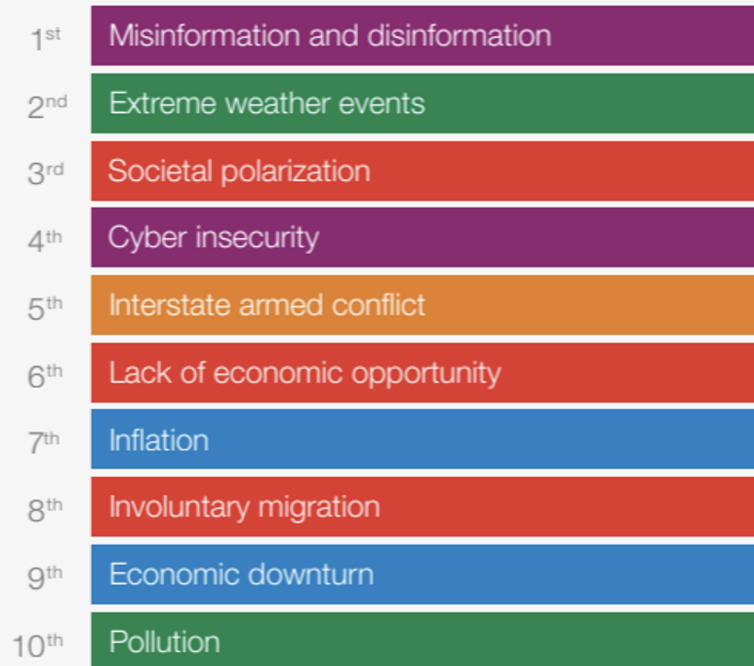 1st Misinformation and disinformation
2nd Extreme weather events
3rd Societal polarization
4th Cyber insecurity
5th Interstate armed conflict
6th Lack of economic opportunity
7th Inflation
8th Involuntary migration
9th Economic downturn
10th Pollution